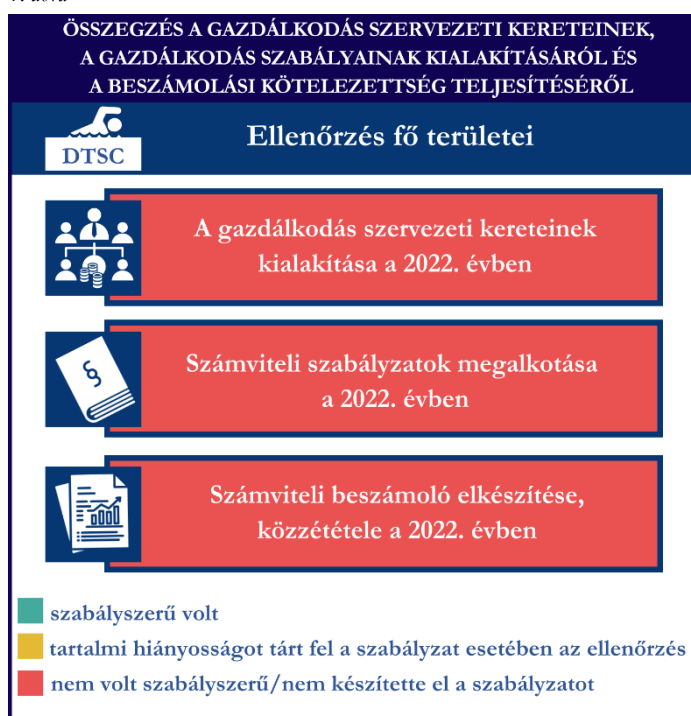 ÖSSZEGZÉS A GAZDÁLKODÁS SZERVEZETI KERETEINEK,
A GAZDÁLKODÁS SZABÁLYAINAK KIALAKÍTÁSÁRÓL ÉS
A BESZÁMOLÁSI KÖTELEZETTSÉG TELJESÍTÉSÉRŐL
DTSC
Ellenőrzés fő területei
A gazdálkodás szervezeti kereteinek
kialakítása a 2022. évben
§
Számviteli szabályzatok megalkotása
a 2022. évben
Számviteli beszámoló elkészítése,
közzététele a 2022. évben
szabályszerű volt
tartalmi hiányosságot tárt fel a szabályzat esetében az ellenőrzés
nem volt szabályszerű/nem készítette el a szabályzatot